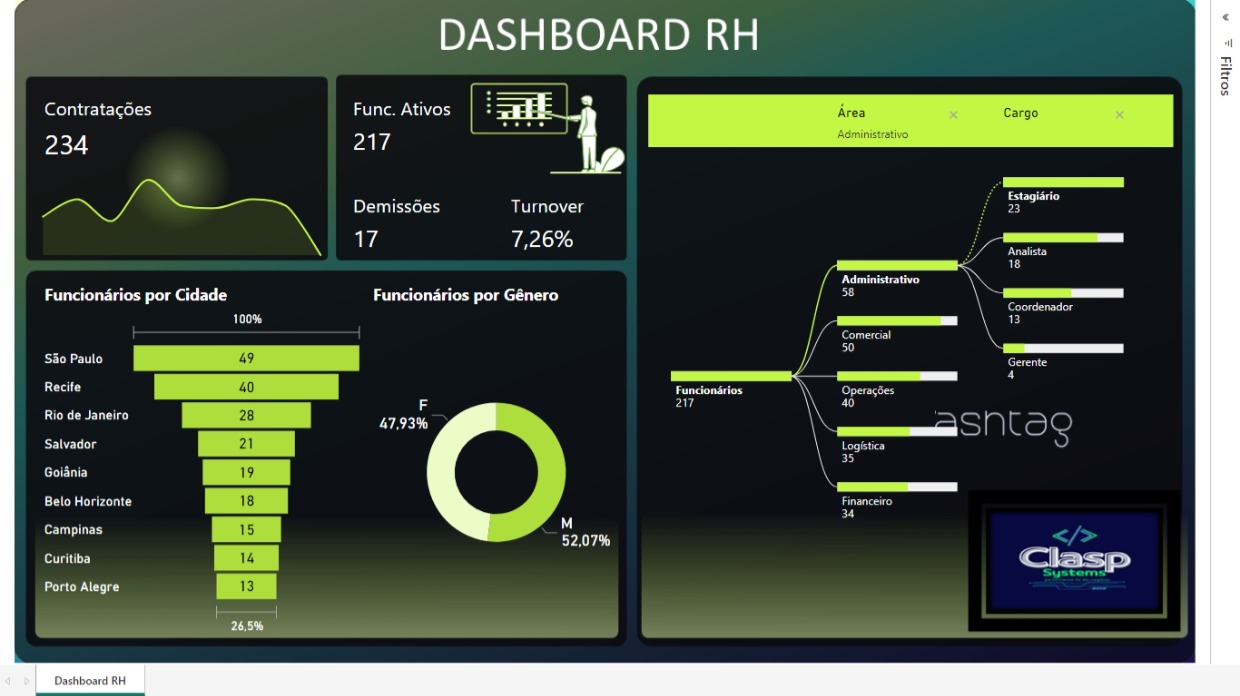 DASHBOARD RH
Filtros
Contratações
234
Func. Ativos
217
Demissões
17
Turnover
7,26%
Funcionários por Cidade
100%
São Paulo 49
Recife 40
Rio de Janeiro 28
Salvador 21
Goiânia 19
Belo Horizonte 18
Campinas 15
Curitiba 14
Porto Alegre 13
26,5%
Funcionários por Gênero
F
47,93%
M
52,07%
Área
Administrativo
Cargo
Funcionários
217
Administrativo
58
Comercial
50
Operações
40
Logística
35
Financeiro
34
Estagiário
23
Analista
18
Coordenador
13
Gerente
4
ashtag
</>
Clasp
Systems
Dashboard RH